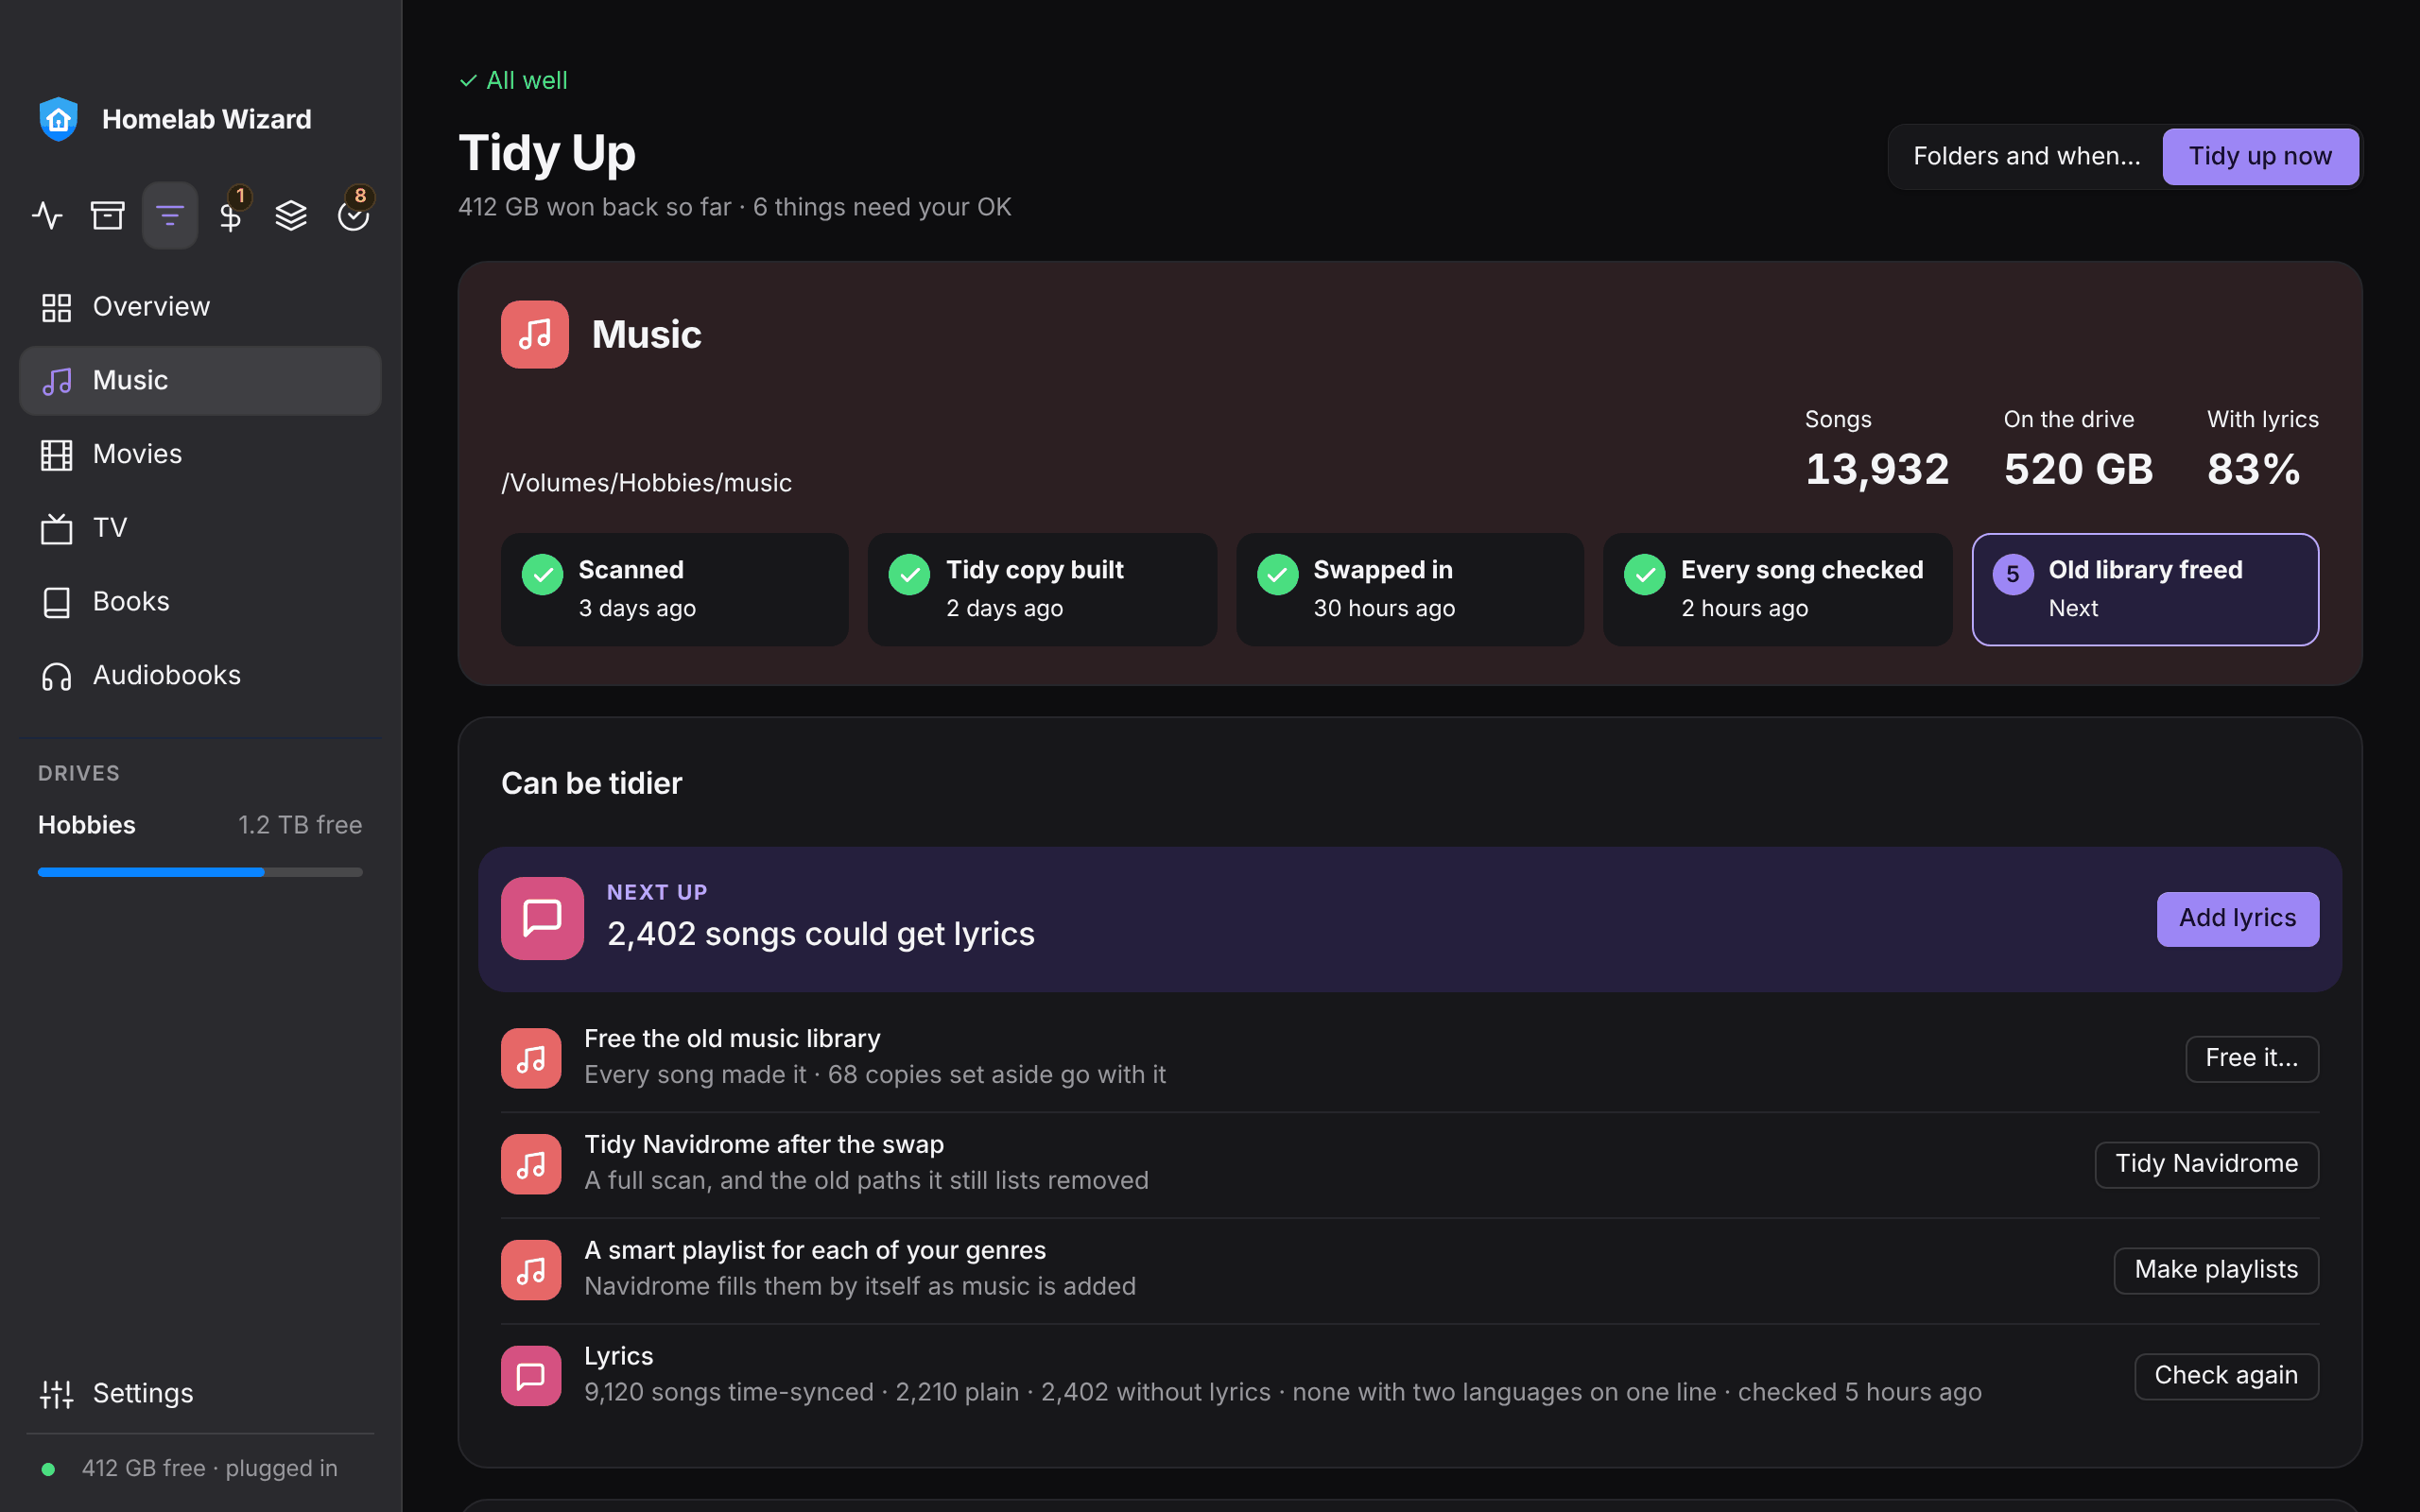 Homelab Wizard
1
8
Overview
Music
Movies
TV
Books
Audiobooks
DRIVES
Hobbies 1.2 TB free
Settings
412 GB free · plugged in
All well
Tidy Up
412 GB won back so far · 6 things need your OK
Folders and when... Tidy up now
Music
/Volumes/Hobbies/music
Songs
13,932
On the drive
520 GB
With lyrics
83%
Scanned
3 days ago
Tidy copy built
2 days ago
Swapped in
30 hours ago
Every song checked
2 hours ago
5 Old library freed
Next
Can be tidier
NEXT UP
2,402 songs could get lyrics
Add lyrics
Free the old music library
Every song made it · 68 copies set aside go with it
Free it...
Tidy Navidrome after the swap
A full scan, and the old paths it still lists removed
Tidy Navidrome
A smart playlist for each of your genres
Navidrome fills them by itself as music is added
Make playlists
Lyrics
9,120 songs time-synced · 2,210 plain · 2,402 without lyrics · none with two languages on one line · checked 5 hours ago
Check again